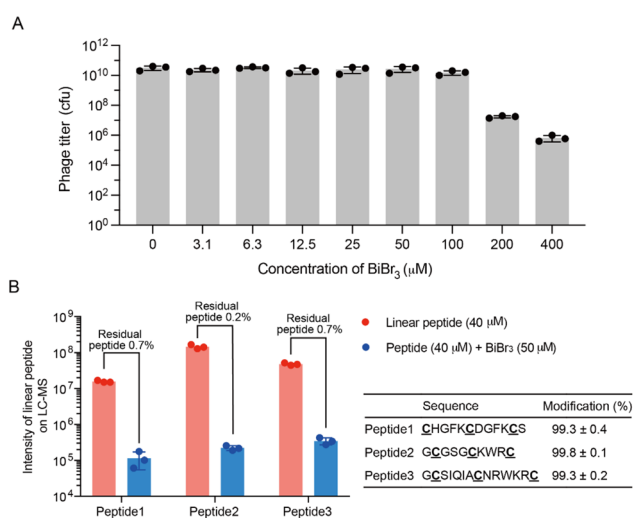 A
Phage titer (cfu)
10¹²
10¹⁰
10⁸
10⁶
10⁴
10²
10⁰
0 3.1 6.3 12.5 25 50 100 200 400
Concentration of BiBr₃ (μM)
B
Intensity of linear peptide
on LC-MS
10⁹
10⁸
10⁷
10⁶
10⁵
10⁴
Residual
peptide 0.7%
Residual
peptide 0.2%
Residual
peptide 0.7%
Peptide1 Peptide2 Peptide3
Linear peptide (40 μM)
Peptide (40 μM) + BiBr₃ (50 μM)
Sequence Modification (%)
Peptide1 CHGFKCDGFKCS 99.3 ± 0.4
Peptide2 GCGSGCKWRC 99.8 ± 0.1
Peptide3 GCSIQIACNRWKRC 99.3 ± 0.2